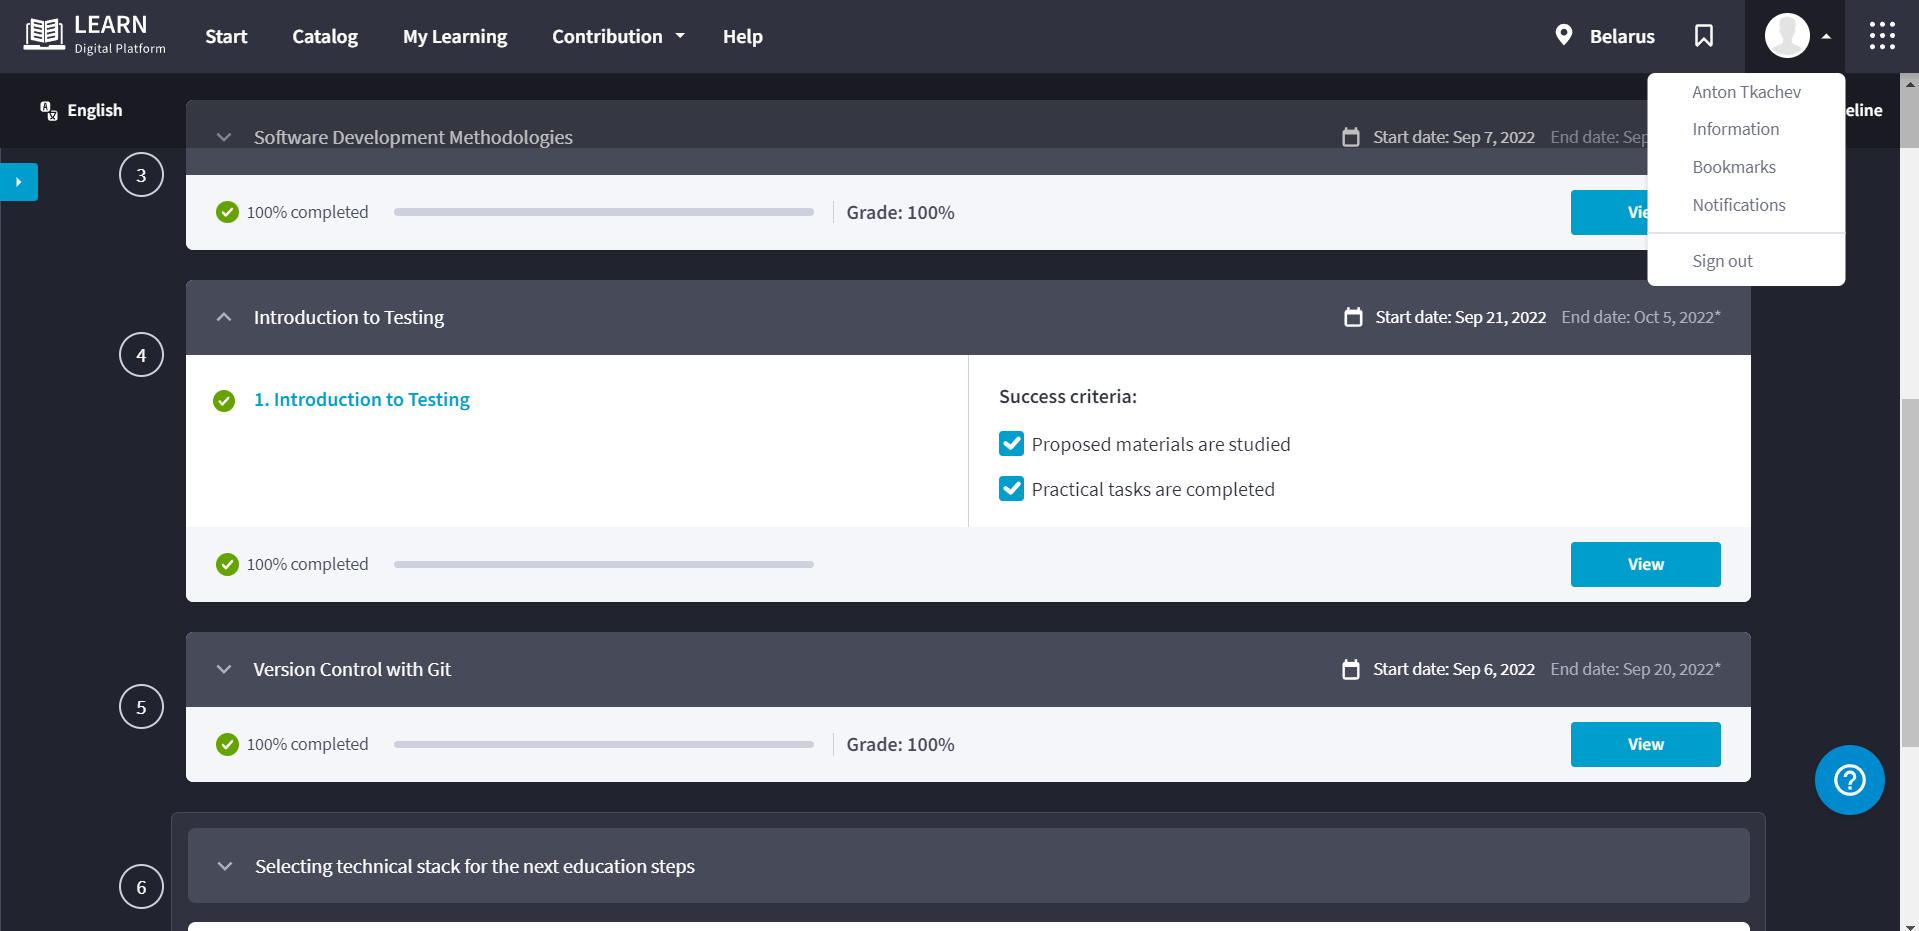 LEARN
Digital Platform
Start
Catalog
My Learning
Contribution
Help
Belarus
Anton Tkachev
Information
Bookmarks
Notifications
Sign out
English
eline
3
Software Development Methodologies
Start date: Sep 7, 2022
End date: Sep
100% completed
Grade: 100%
Vie
4
Introduction to Testing
Start date: Sep 21, 2022
End date: Oct 5, 2022*
1. Introduction to Testing
Success criteria:
Proposed materials are studied
Practical tasks are completed
100% completed
View
5
Version Control with Git
Start date: Sep 6, 2022
End date: Sep 20, 2022*
100% completed
Grade: 100%
View
6
Selecting technical stack for the next education steps